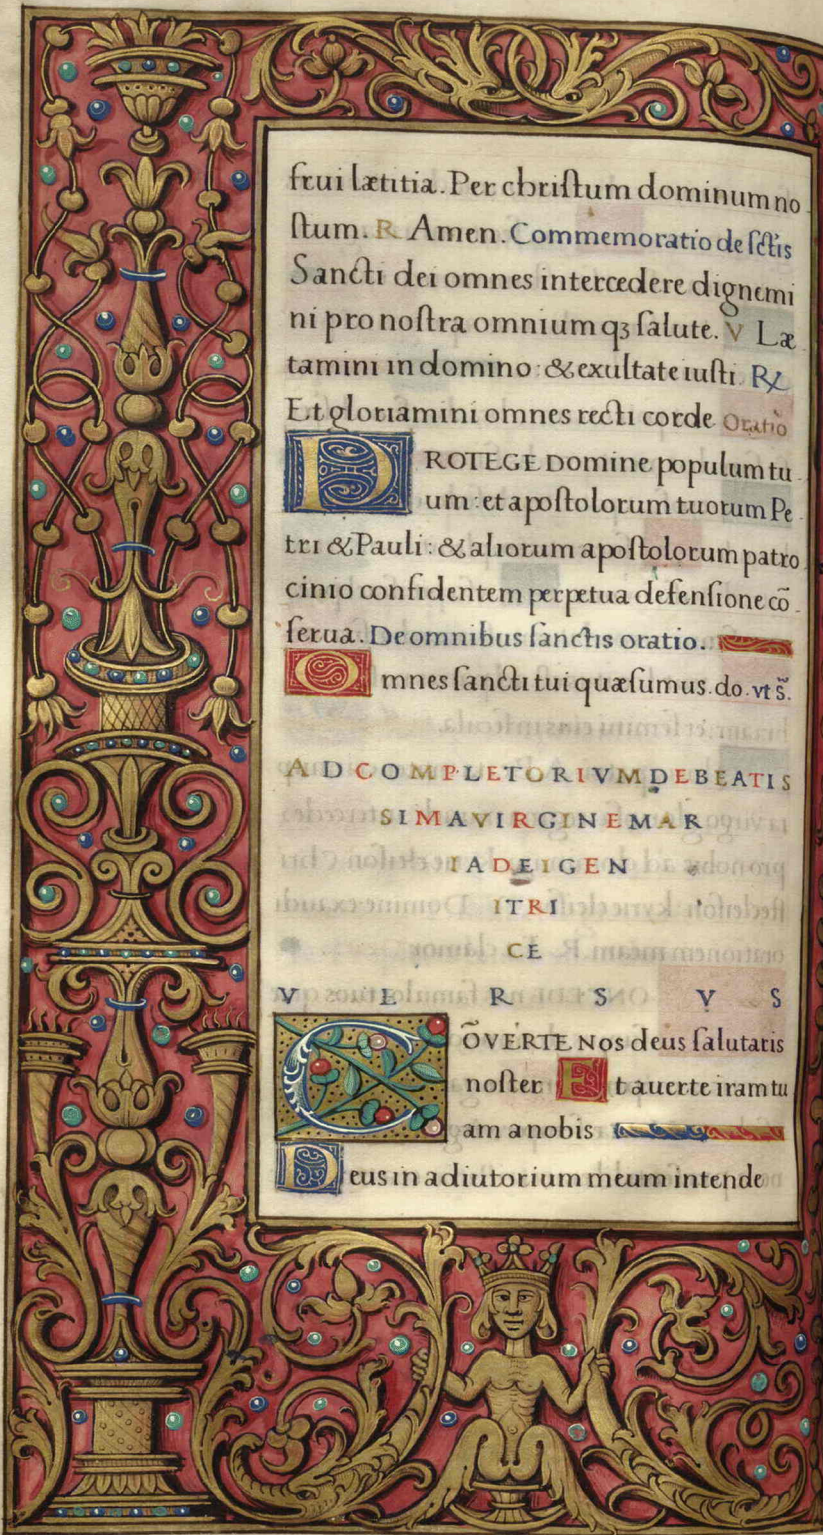 frui lætitia. Per christum dominum no
stum. R Amen. Commemoratio de sctis
Sancti dei omnes intercedere dignemi
ni pro nostra omnium qꝫ salute. V Læ
tamini in domino: & exultate iusti. ℞
Et gloriamini omnes recti corde Oratio
PROTEGE Domine populum tu
um: et apostolorum tuorum Pe
tri & Pauli: & aliorum apostolorum patro
cinio confidentem perpetua defensione cō
serua. De omnibus sanctis oratio.
Omnes sancti tui quæsumus. do. vt s̃.
AD COMPLETORIVM DE BEATIS
SIMA VIRGINE MAR
IA DEI GEN
ITRI
CE
VERSVS
CŌVERTE Nos deus salutaris
noster Et auerte iram tu
am a nobis
Deus in adiutorium meum intende